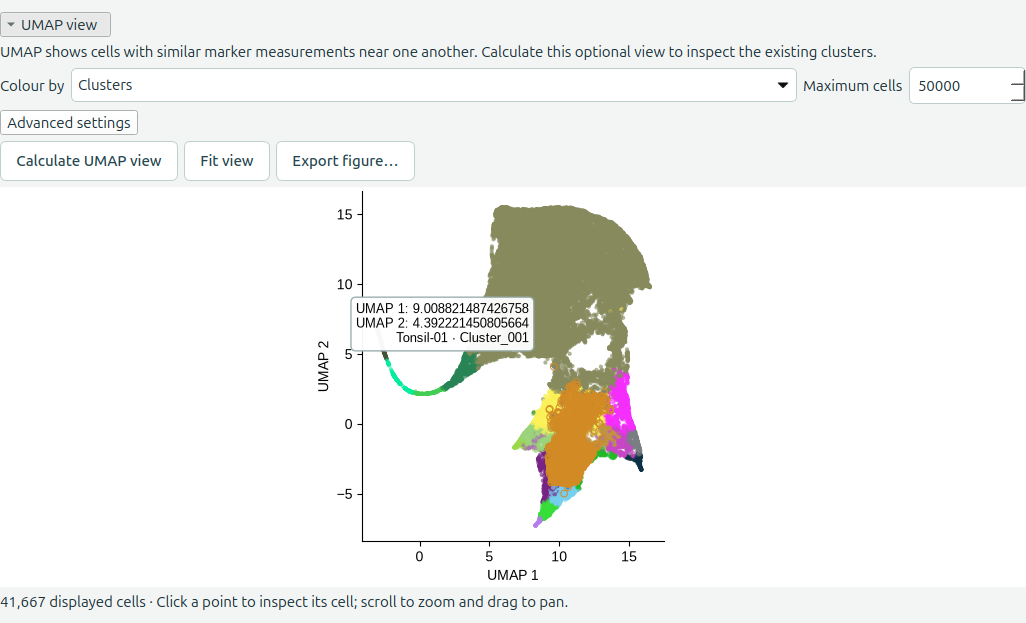 UMAP view
UMAP shows cells with similar marker measurements near one another. Calculate this optional view to inspect the existing clusters.
Colour by Clusters Maximum cells 50000
Advanced settings
Calculate UMAP view Fit view Export figure...
15
10
5
0
−5
UMAP 2
UMAP 1: 9.008821487426758
UMAP 2: 4.392221450805664
Tonsil-01 · Cluster_001
0 5 10 15
UMAP 1
41,667 displayed cells · Click a point to inspect its cell; scroll to zoom and drag to pan.